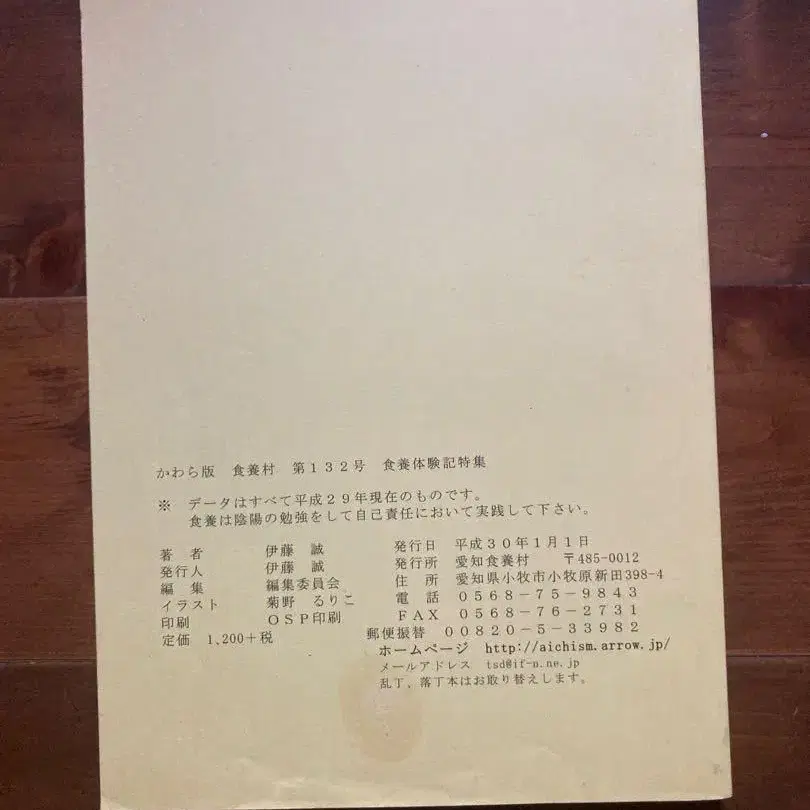 かわら版　食養村　第１３２号　食養体験記特集
※　データはすべて平成２９年現在のものです。
食養は陰陽の勉強をして自己責任において実践して下さい。
著　者　　伊藤　誠
発行人　　伊藤　誠
編　集　　編集委員会
イラスト　　菊野　るりこ
印刷　　ＯＳＰ印刷
定価　1,200＋税
発行日　平成３０年１月１日
発行所　愛知食養村　　〒485-0012
住　所　愛知県小牧市小牧原新田398-4
電　話　０５６８－７５－９８４３
ＦＡＸ　０５６８－７６－２７３１
郵便振替　００８２０－５－３３９８２
ホームページ　http://aichism.arrow.jp/
メールアドレス　tsd@if-n.ne.jp
乱丁、落丁本はお取り替えします。